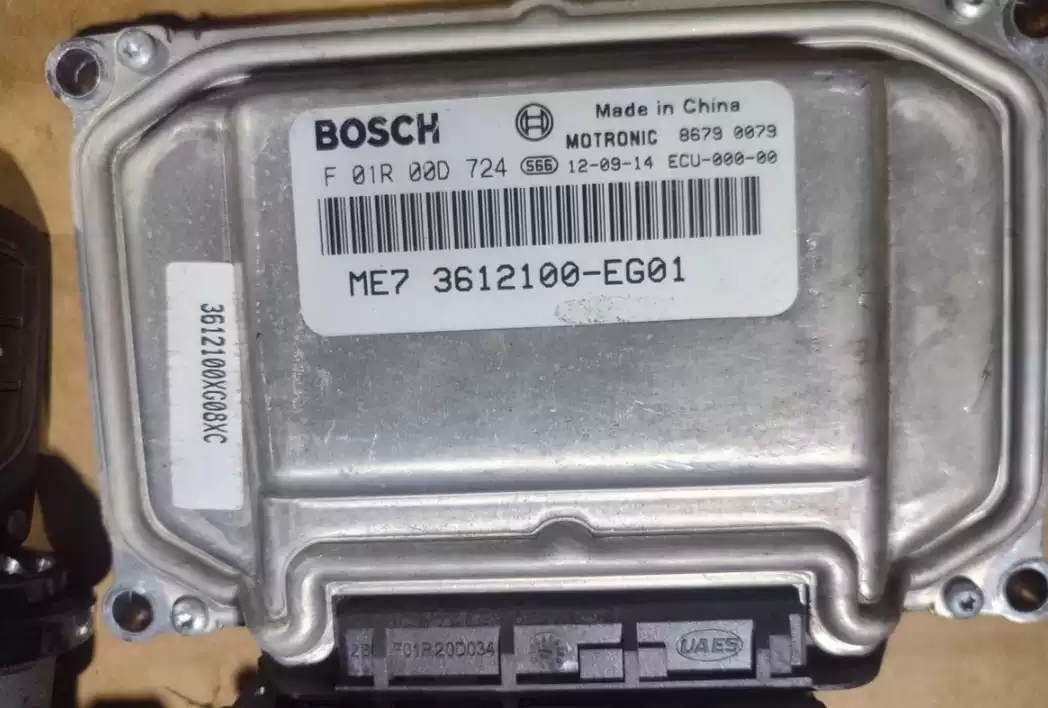 BOSCH
Made in China
MOTRONIC 8679 0079
F 01R 00D 724 S66 12-09-14 ECU-000-00
ME7 3612100-EG01
3612100XG08XC
F01R20D034
UAES